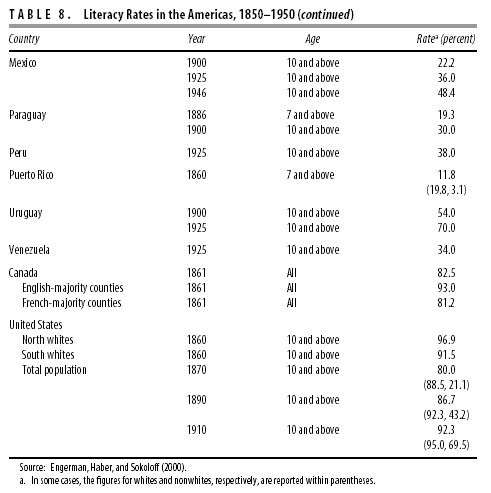 TABLE 8. Literacy Rates in the Americas, 1850–1950 (continued)
Country Year Age Rateª (percent)
Mexico 1900 10 and above 22.2
1925 10 and above 36.0
1946 10 and above 48.4
Paraguay 1886 7 and above 19.3
1900 10 and above 30.0
Peru 1925 10 and above 38.0
Puerto Rico 1860 7 and above 11.8
(19.8, 3.1)
Uruguay 1900 10 and above 54.0
1925 10 and above 70.0
Venezuela 1925 10 and above 34.0
Canada 1861 All 82.5
English-majority counties 1861 All 93.0
French-majority counties 1861 All 81.2
United States
North whites 1860 10 and above 96.9
South whites 1860 10 and above 91.5
Total population 1870 10 and above 80.0
(88.5, 21.1)
1890 10 and above 86.7
(92.3, 43.2)
1910 10 and above 92.3
(95.0, 69.5)
Source: Engerman, Haber, and Sokoloff (2000).
a. In some cases, the figures for whites and nonwhites, respectively, are reported within parentheses.